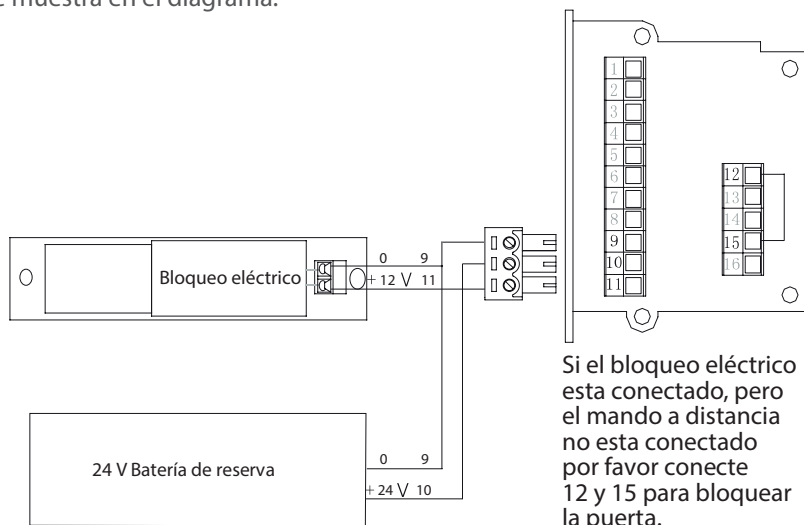 e muestra en el diagrama.
1
2
3
4
5
6
7
8
9
10
11
12
13
14
15
16
Bloqueo eléctrico
0 9
+ 12 V 11
24 V Batería de reserva
0 9
+ 24 V 10
Si el bloqueo eléctrico
esta conectado, pero
el mando a distancia
no esta conectado
por favor conecte
12 y 15 para bloquear
la puerta.